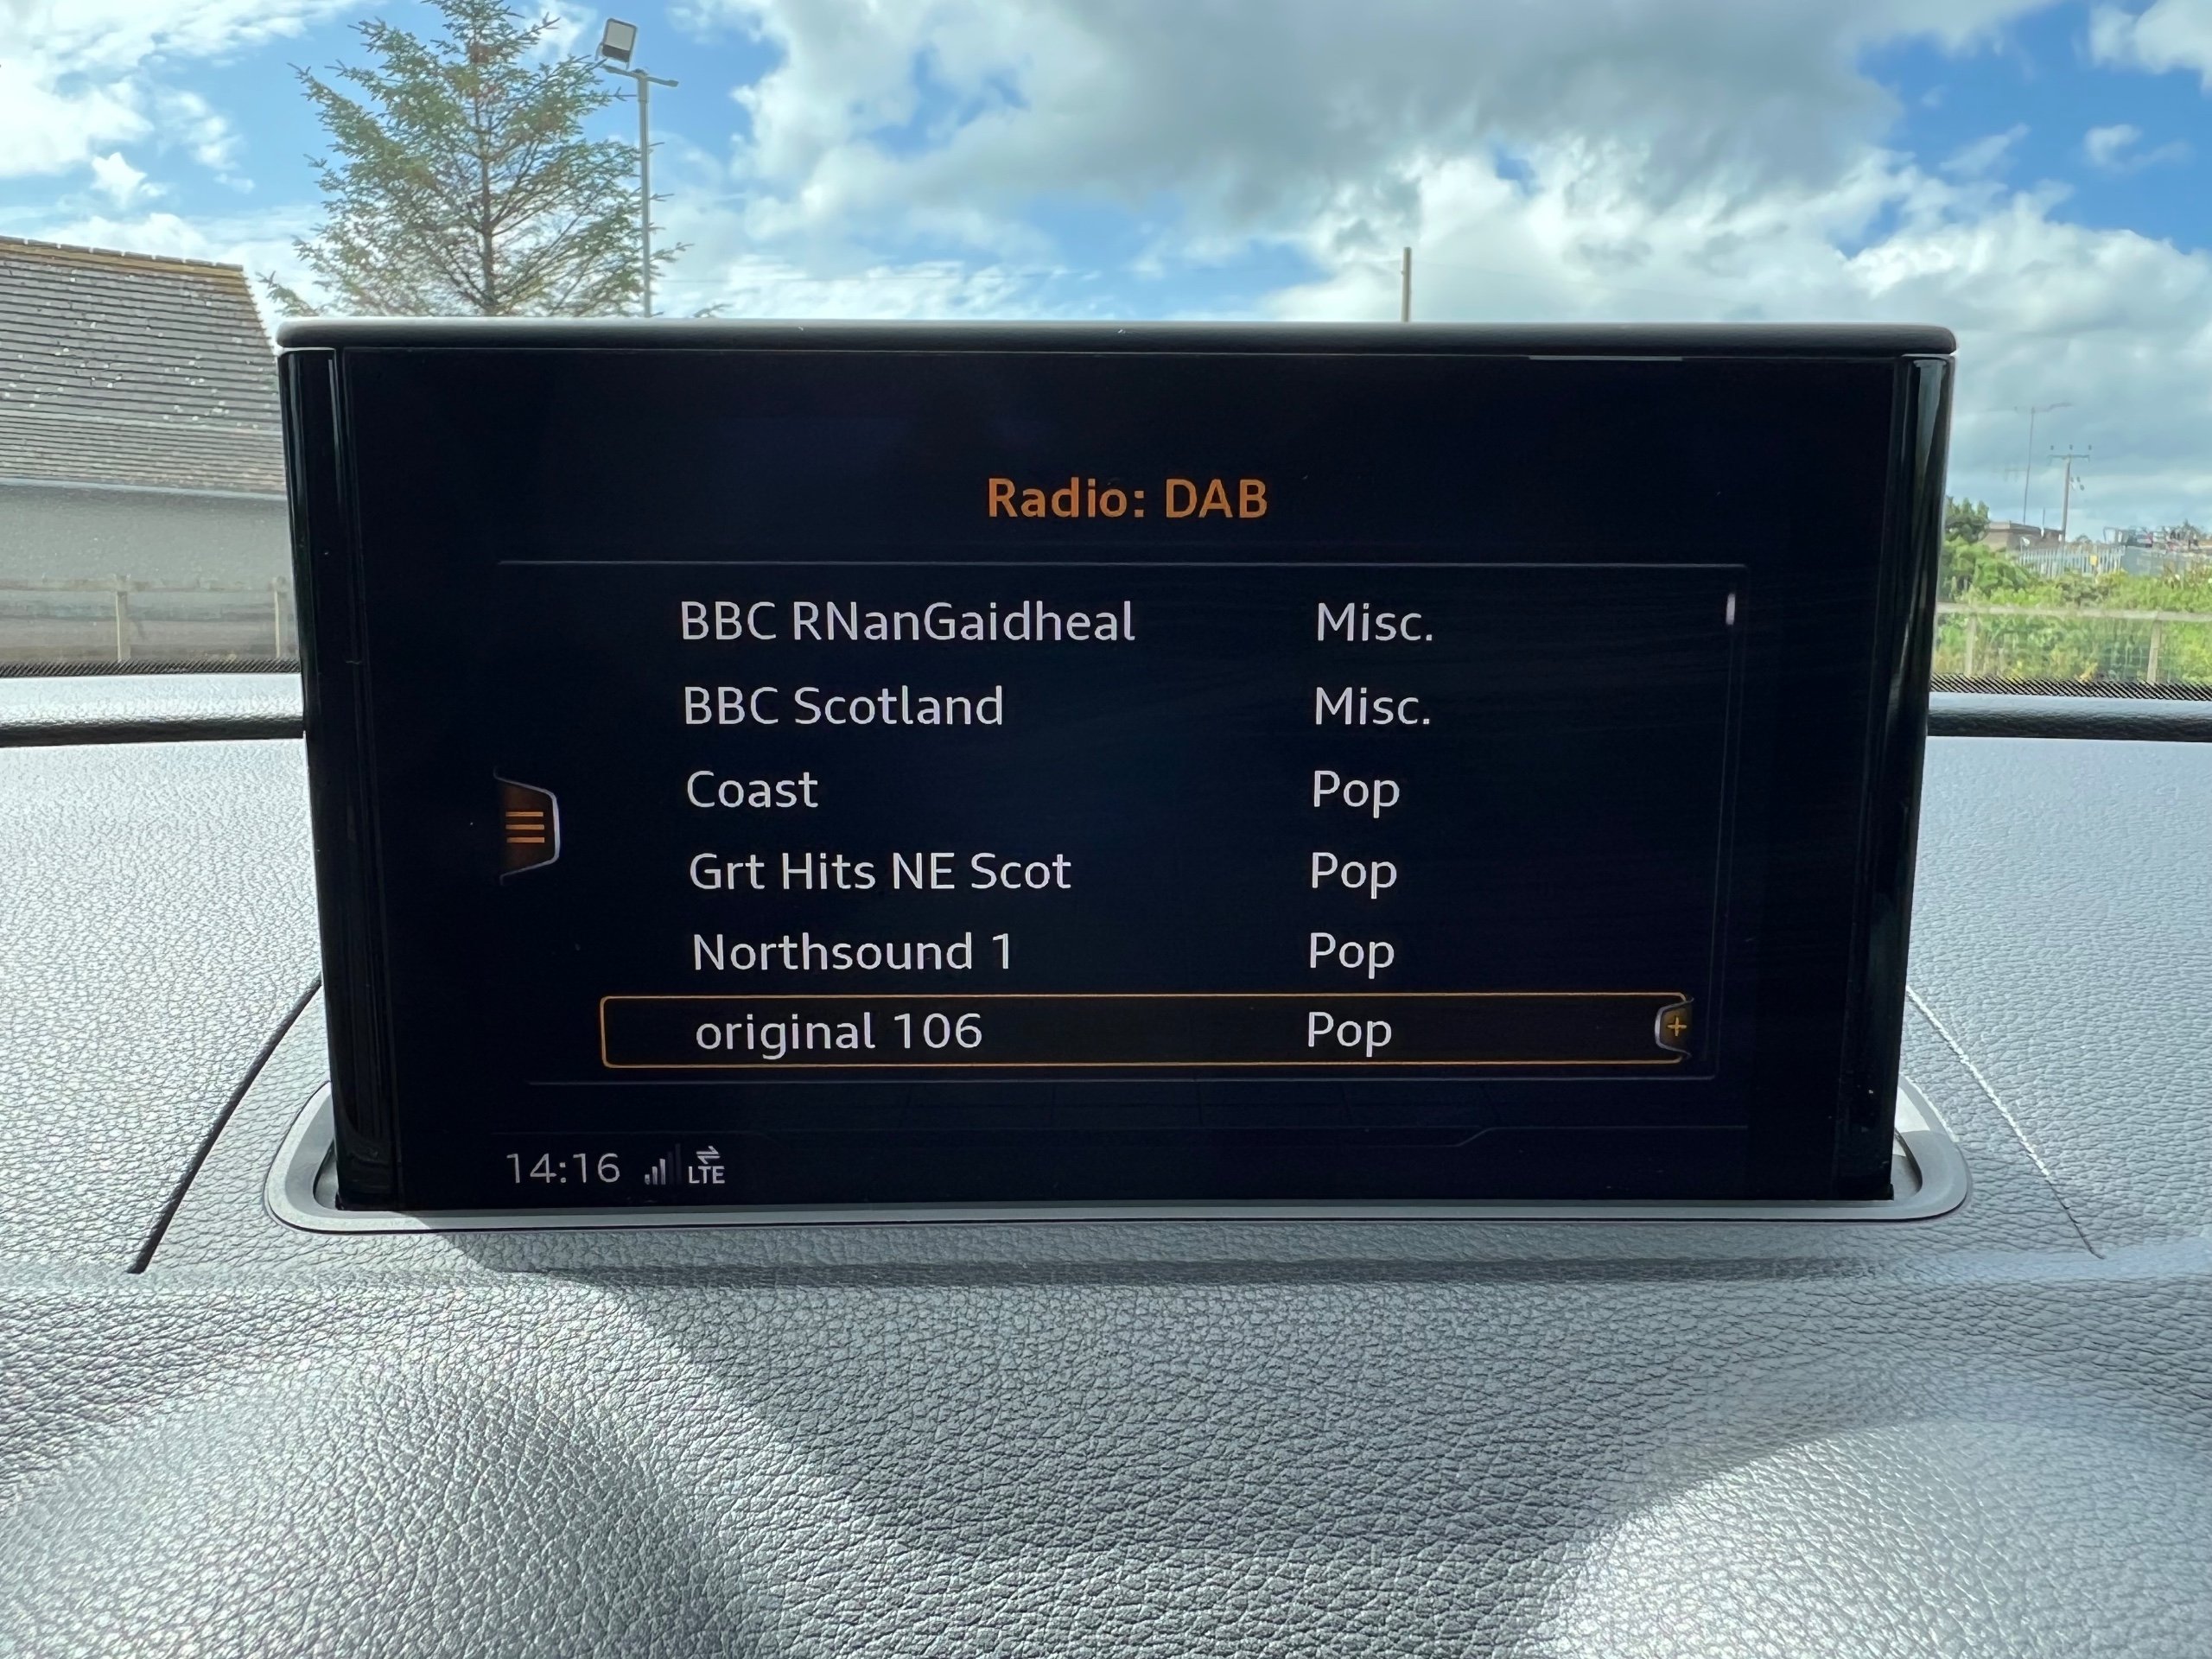 Radio: DAB
BBC RNanGaidheal Misc.
BBC Scotland Misc.
Coast Pop
Grt Hits NE Scot Pop
Northsound 1 Pop
original 106 Pop
14:16 LTE